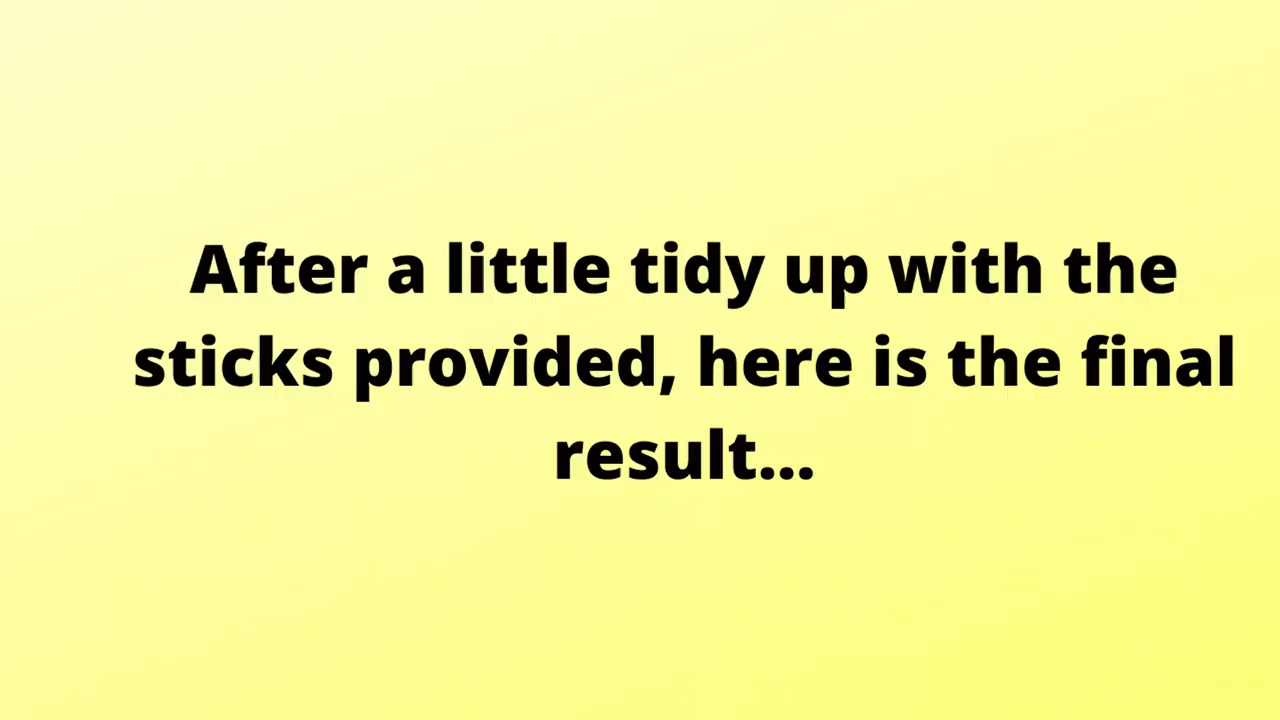 After a little tidy up with the
sticks provided, here is the final
result...